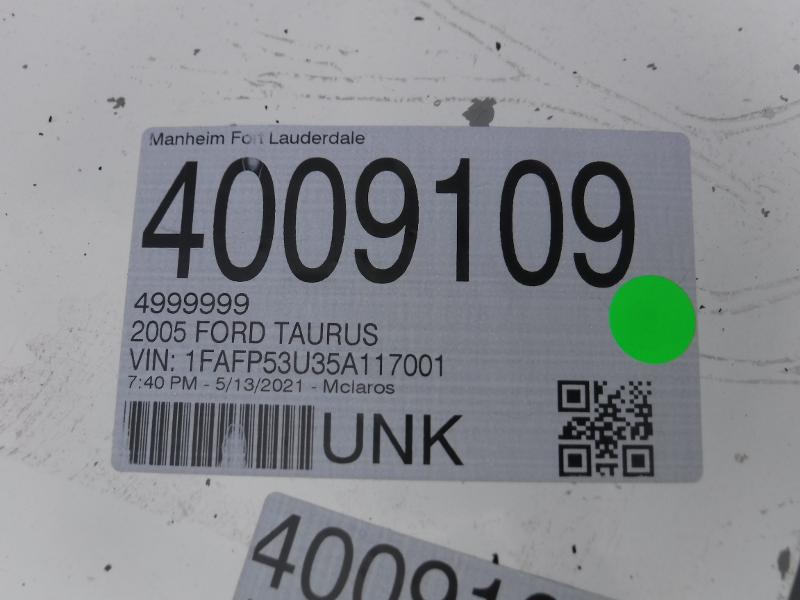 Manheim Fort Lauderdale
4009109
4999999
2005 FORD TAURUS
VIN: 1FAFP53U35A117001
7:40 PM - 5/13/2021 - Mclaros
UNK